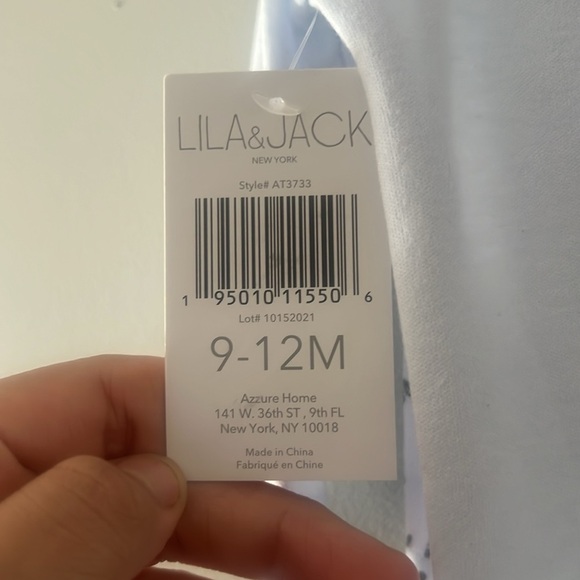 LILA&JACK
NEW YORK
Style# AT3733
1 95010 11550 6
Lot# 10152021
9-12M
Azzure Home
141 W. 36th ST , 9th FL
New York, NY 10018
Made in China
Fabriqué en Chine